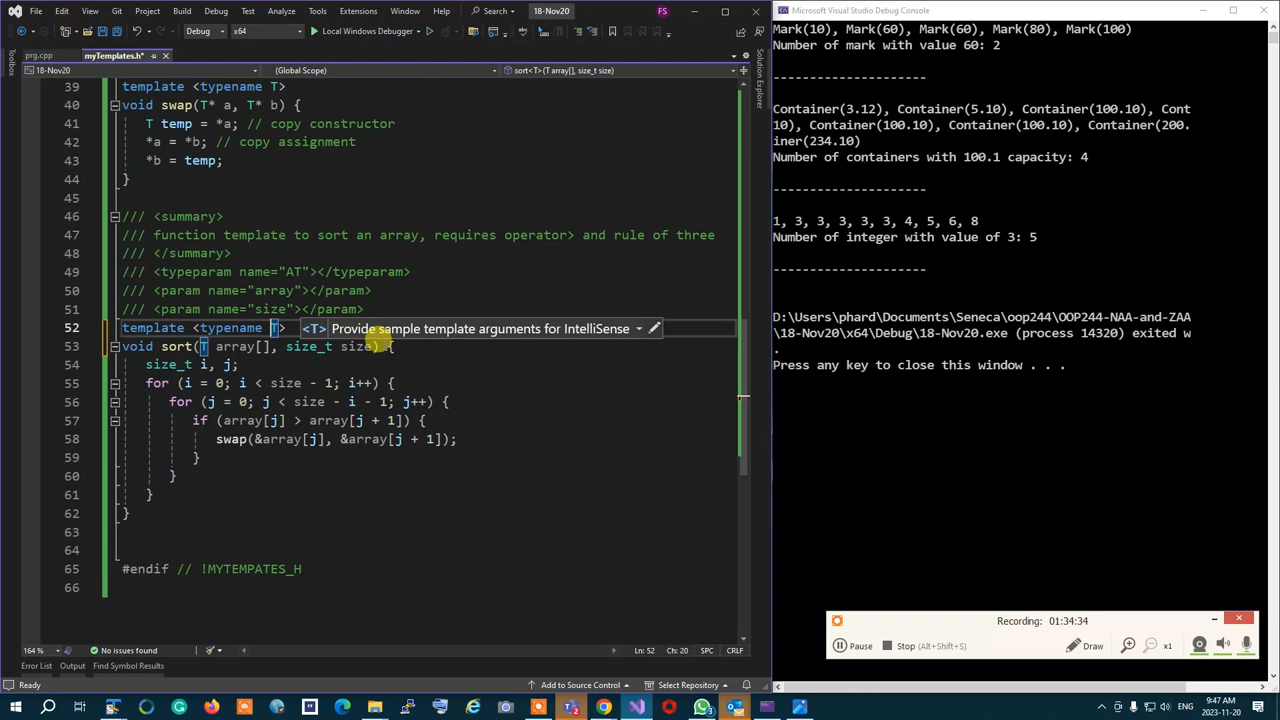 File Edit View Git Project Build Debug Test Analyze Tools Extensions Window Help Search 18-Nov20 FS
Debug x64 Local Windows Debugger
prg.cpp myTemplates.h*
18-Nov20 (Global Scope) sort<T>(T array[], size_t size)
Toolbox
Solution Explorer
39 template <typename T>
40 void swap(T* a, T* b) {
41 T temp = *a; // copy constructor
42 *a = *b; // copy assignment
43 *b = temp;
44 }
45
46 /// <summary>
47 /// function template to sort an array, requires operator> and rule of three
48 /// </summary>
49 /// <typeparam name="AT"></typeparam>
50 /// <param name="array"></param>
51 /// <param name="size"></param>
52 template <typename T> <T> Provide sample template arguments for IntelliSense
53 void sort(T array[], size_t size) {
54 size_t i, j;
55 for (i = 0; i < size - 1; i++) {
56 for (j = 0; j < size - i - 1; j++) {
57 if (array[j] > array[j + 1]) {
58 swap(&array[j], &array[j + 1]);
59 }
60 }
61 }
62 }
63
64
65 #endif // !MYTEMPATES_H
66
164 % No issues found Ln: 52 Ch: 20 SPC CRLF
Error List Output Find Symbol Results
Ready Add to Source Control Select Repository
Microsoft Visual Studio Debug Console
Mark(10), Mark(60), Mark(60), Mark(80), Mark(100)
Number of mark with value 60: 2
----------------------
Container(3.12), Container(5.10), Container(100.10), Cont
10), Container(100.10), Container(100.10), Container(200.
iner(234.10)
Number of containers with 100.1 capacity: 4
----------------------
1, 3, 3, 3, 3, 3, 4, 5, 6, 8
Number of integer with value of 3: 5
----------------------
D:\Users\phard\Documents\Seneca\oop244\OOP244-NAA-and-ZAA
\18-Nov20\x64\Debug\18-Nov20.exe (process 14320) exited w
.
Press any key to close this window . . .
Recording: 01:34:34
Pause Stop (Alt+Shift+S) Draw x1
ENG 9:47 AM
2023-11-20